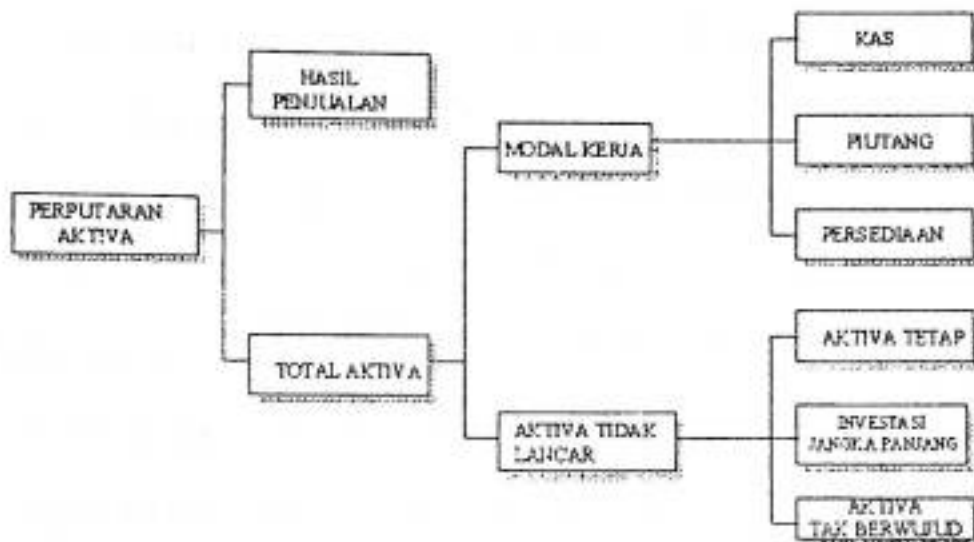 KAS
HASIL
PENJUALAN
MODAL KERJA
PIUTANG
PERPUTARAN
AKTIVA
PERSEDIAAN
TOTAL AKTIVA
AKTIVA TETAP
AKTIVA TIDAK
LANCAR
INVESTASI
JANGKA PANJANG
AKTIVA
TAK BERWUJUD